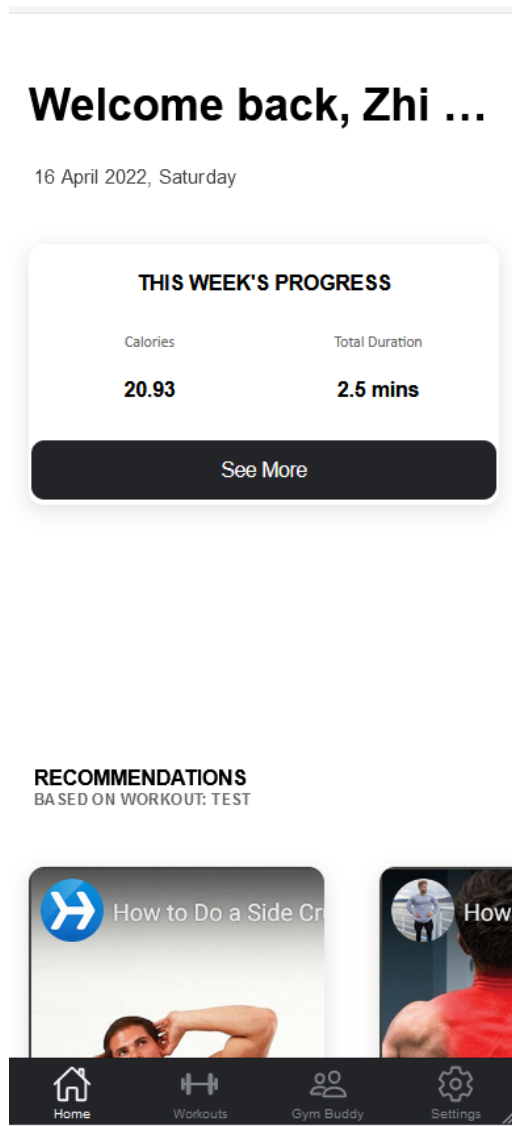 Welcome back, Zhi ...
16 April 2022, Saturday
THIS WEEK'S PROGRESS
Calories Total Duration
20.93 2.5 mins
See More
RECOMMENDATIONS
BASED ON WORKOUT: TEST
How to Do a Side How
Home Workouts Gym Buddy Settings